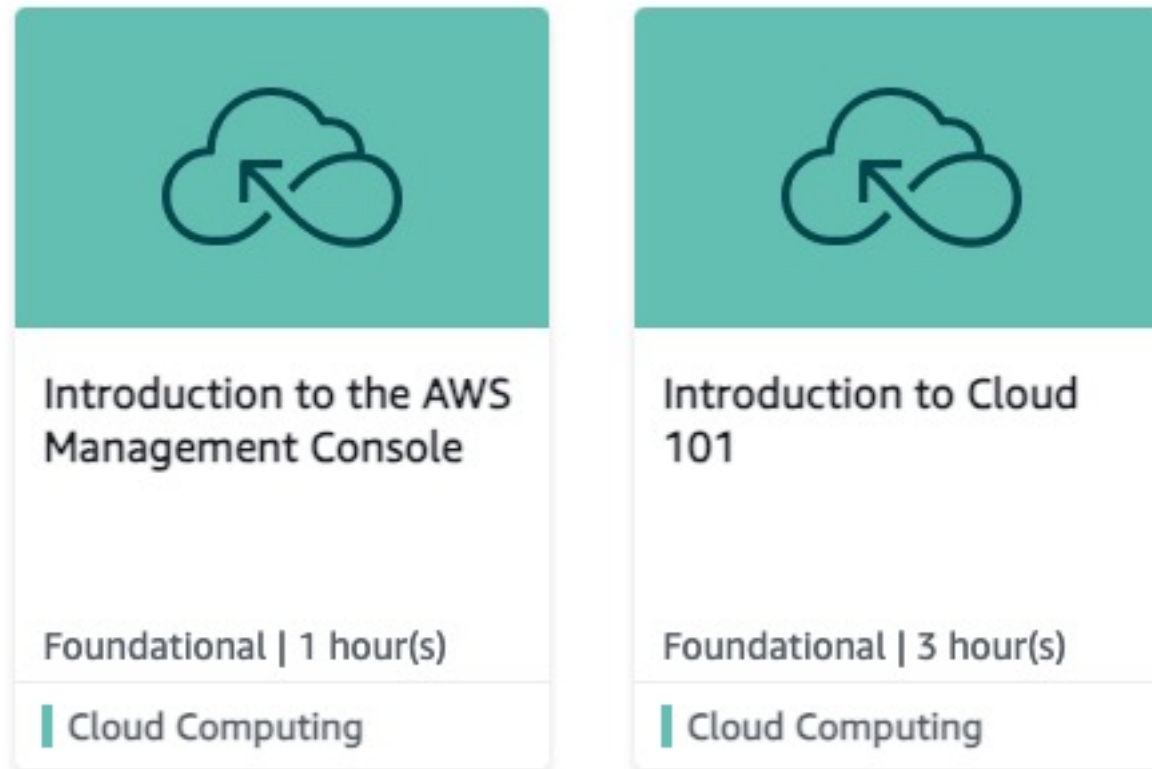 Introduction to the AWS
Management Console
Foundational | 1 hour(s)
Cloud Computing
Introduction to Cloud
101
Foundational | 3 hour(s)
Cloud Computing